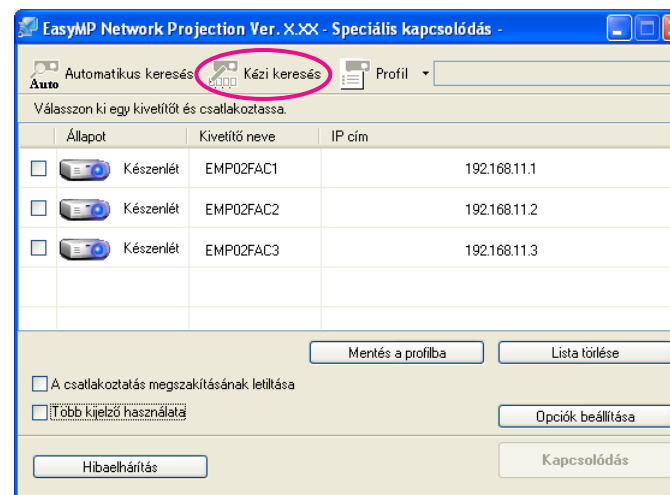 EasyMP Network Projection Ver. X.XX - Speciális kapcsolódás -
Auto Automatikus keresés Kézi keresés Profil
Válasszon ki egy kivetítőt és csatlakoztassa.
Állapot Kivetítő neve IP cím
Készenlét EMP02FAC1 192.168.11.1
Készenlét EMP02FAC2 192.168.11.2
Készenlét EMP02FAC3 192.168.11.3
Mentés a profilba Lista törlése
A csatlakoztatás megszakításának letiltása
Több kijelző használata
Opciók beállítása
Hibaelhárítás Kapcsolódás